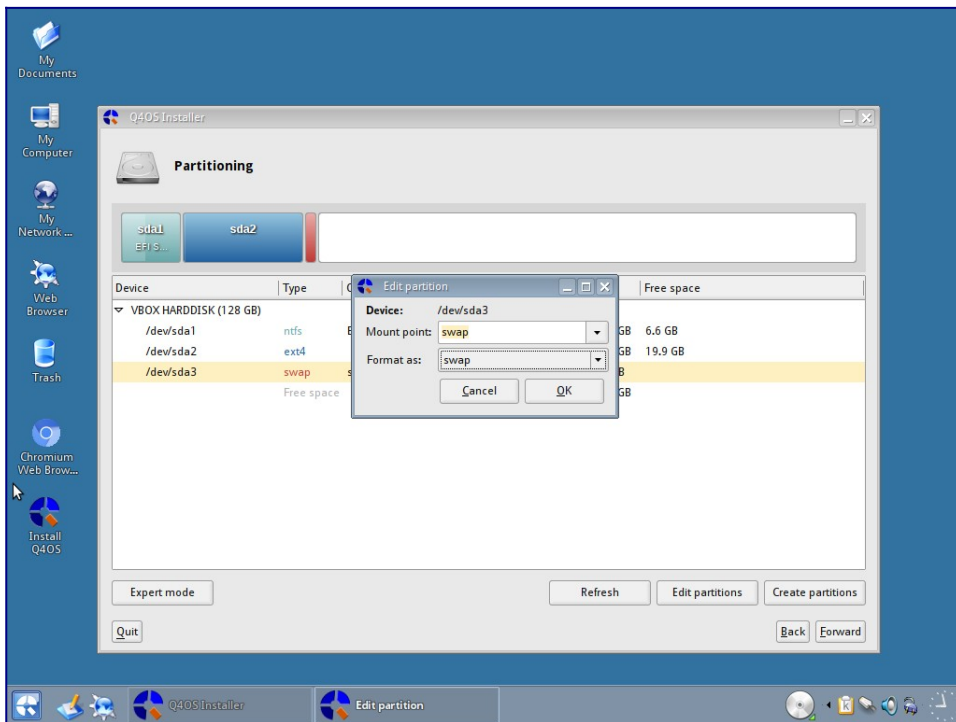 My
Documents
My
Computer
My
Network ...
Web
Browser
Trash
Chromium
Web Brow...
Install
Q4OS
Q4OS Installer
Partitioning
sda1
EFI S...
sda2
Device
Type
Free space
VBOX HARDDISK (128 GB)
/dev/sda1 ntfs GB 6.6 GB
/dev/sda2 ext4 GB 19.9 GB
/dev/sda3 swap
Free space GB
Edit partition
Device: /dev/sda3
Mount point: swap
Format as: swap
Cancel OK
Expert mode Refresh Edit partitions Create partitions
Quit Back Forward
Q4OS Installer Edit partition